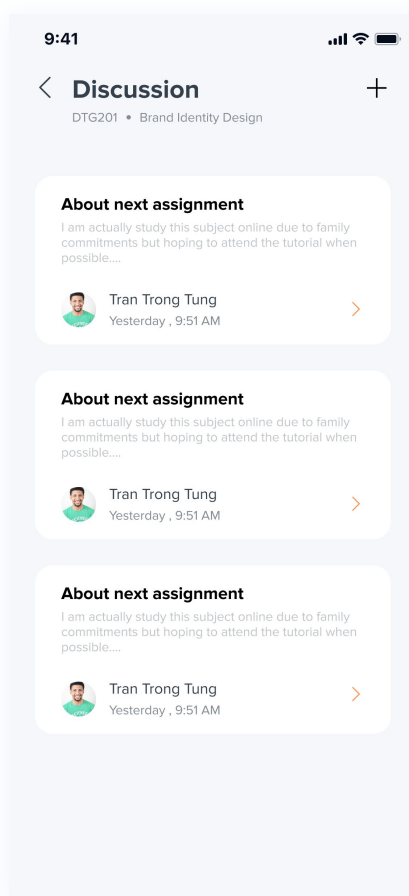 9:41
Discussion
DTG201 • Brand Identity Design
About next assignment
I am actually study this subject online due to family
commitments but hoping to attend the tutorial when
possible....
Tran Trong Tung
Yesterday , 9:51 AM
About next assignment
I am actually study this subject online due to family
commitments but hoping to attend the tutorial when
possible....
Tran Trong Tung
Yesterday , 9:51 AM
About next assignment
I am actually study this subject online due to family
commitments but hoping to attend the tutorial when
possible....
Tran Trong Tung
Yesterday , 9:51 AM